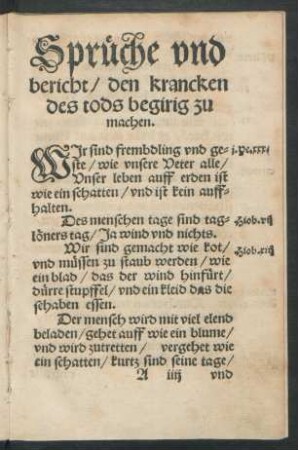 Sprüche vnd
bericht/ den krancken
des tods begirig zu
machen.
WIr sind frembdling vnd ge-
ste/ wie vnsere Veter alle/
Vnser leben auff erden ist
wie ein schatten/ vnd ist kein auff-
halten.
Des menschen tage sind tag-
löners tag/ Ja wind vnd nichts.
Hiob.vij
Wir sind gemacht wie kot/
Hiob.xiij
vnd müssen zu staub werden/ wie
ein blad/ das der wind hinfürt/
dürre stupffel/ vnd ein kleid das die
schaben essen.
Der mensch wird mit viel elend
beladen/ gehet auff wie ein blume/
vnd wird zutretten/ vergehet wie
ein schatten/ kurtz sind seine tage/
A iiij vnd